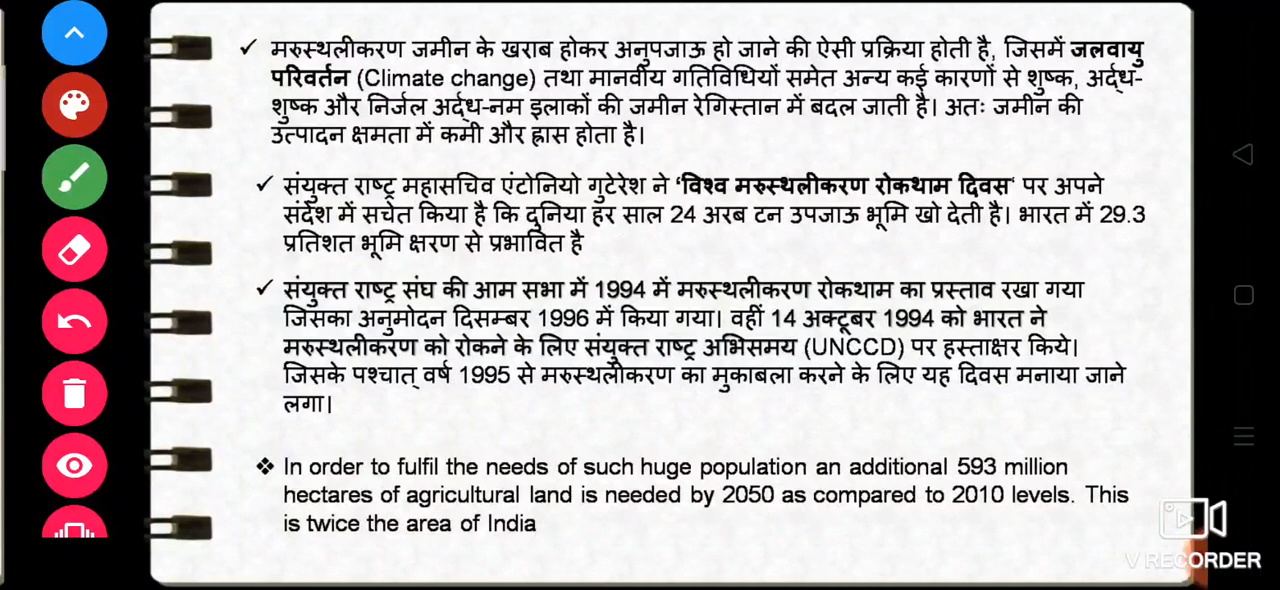 ✓ मरुस्थलीकरण जमीन के खराब होकर अनुपजाऊ हो जाने की ऐसी प्रक्रिया होती है, जिसमें जलवायु
परिवर्तन (Climate change) तथा मानवीय गतिविधियों समेत अन्य कई कारणों से शुष्क, अर्द्ध-
शुष्क और निर्जल अर्द्ध-नम इलाकों की जमीन रेगिस्तान में बदल जाती है। अतः जमीन की
उत्पादन क्षमता में कमी और ह्रास होता है।
✓ संयुक्त राष्ट्र महासचिव एंटोनियो गुटेरेश ने ‘विश्व मरुस्थलीकरण रोकथाम दिवस‘ पर अपने
संदेश में सचेत किया है कि दुनिया हर साल 24 अरब टन उपजाऊ भूमि खो देती है। भारत में 29.3
प्रतिशत भूमि क्षरण से प्रभावित है
✓ संयुक्त राष्ट्र संघ की आम सभा में 1994 में मरुस्थलीकरण रोकथाम का प्रस्ताव रखा गया
जिसका अनुमोदन दिसम्बर 1996 में किया गया। वहीं 14 अक्टूबर 1994 को भारत ने
मरुस्थलीकरण को रोकने के लिए संयुक्त राष्ट्र अभिसमय (UNCCD) पर हस्ताक्षर किये।
जिसके पश्चात् वर्ष 1995 से मरुस्थलीकरण का मुकाबला करने के लिए यह दिवस मनाया जाने
लगा।
❖ In order to fulfil the needs of such huge population an additional 593 million
hectares of agricultural land is needed by 2050 as compared to 2010 levels. This
is twice the area of India
V RECORDER